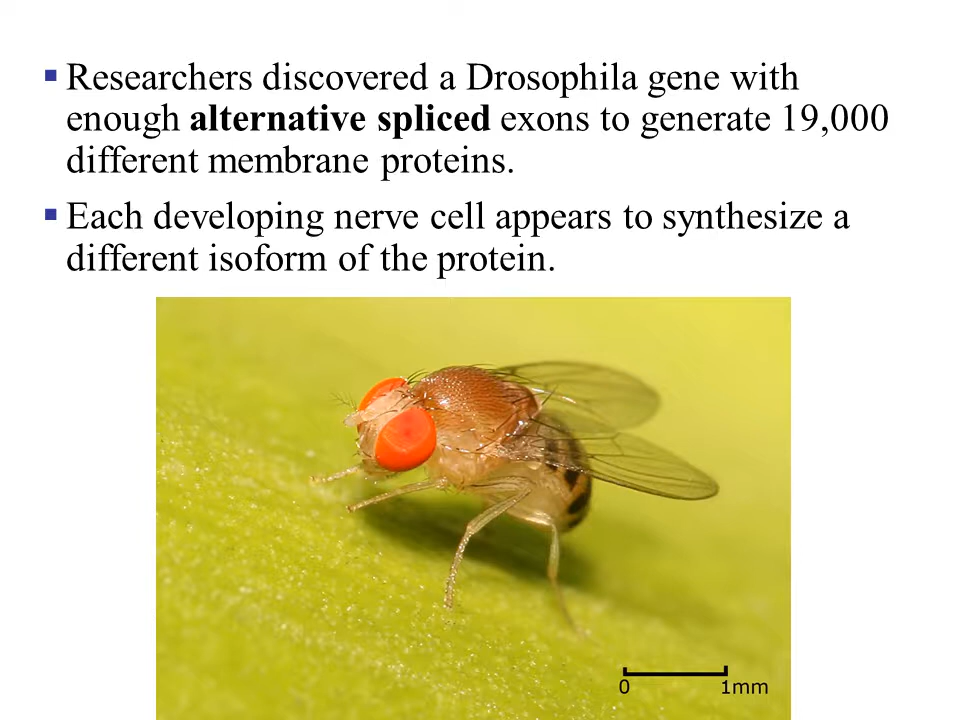 ▪ Researchers discovered a Drosophila gene with
enough alternative spliced exons to generate 19,000
different membrane proteins.
▪ Each developing nerve cell appears to synthesize a
different isoform of the protein.
0 1mm